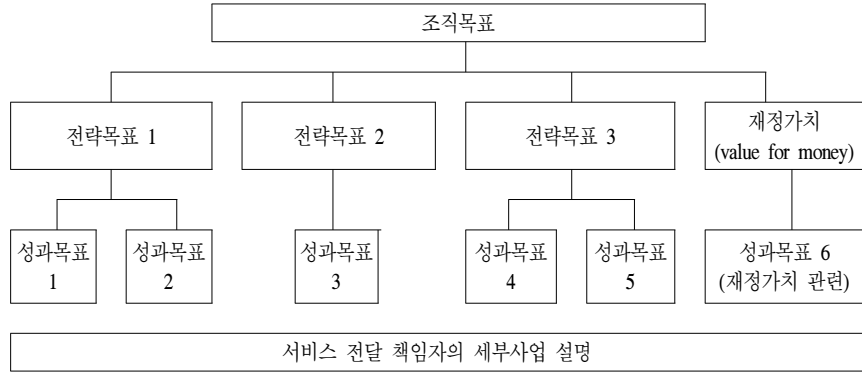 조직목표
전략목표 1
전략목표 2
전략목표 3
재정가치
(value for money)
성과목표
1
성과목표
2
성과목표
3
성과목표
4
성과목표
5
성과목표 6
(재정가치 관련)
서비스 전달 책임자의 세부사업 설명